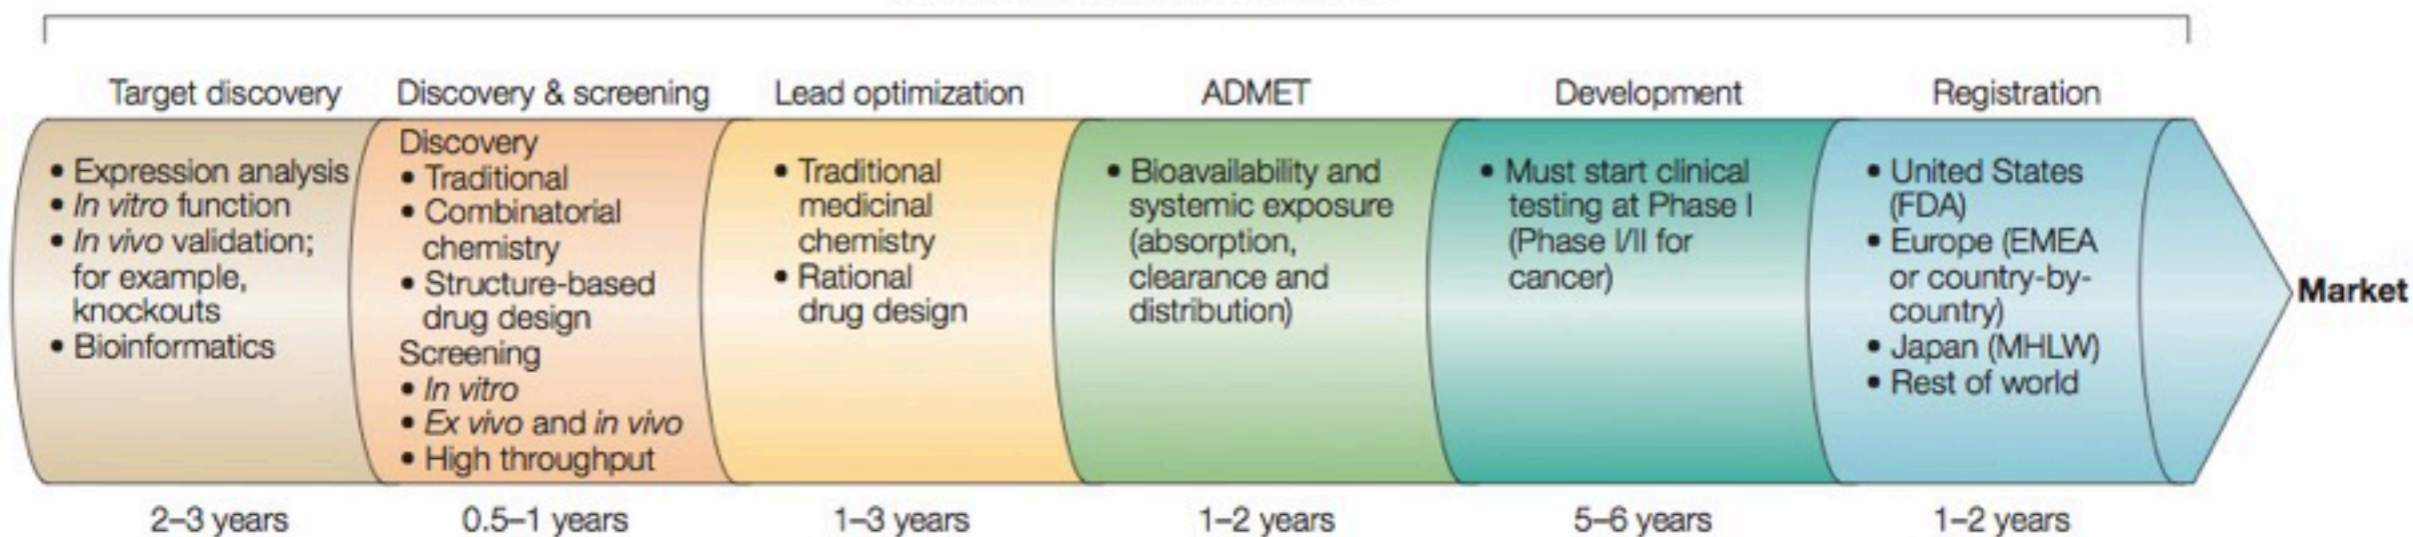 Target discovery
Discovery & screening
Lead optimization
ADMET
Development
Registration
• Expression analysis
• In vitro function
• In vivo validation;
for example,
knockouts
• Bioinformatics
Discovery
• Traditional
• Combinatorial
chemistry
• Structure-based
drug design
Screening
• In vitro
• Ex vivo and in vivo
• High throughput
• Traditional
medicinal
chemistry
• Rational
drug design
• Bioavailability and
systemic exposure
(absorption,
clearance and
distribution)
• Must start clinical
testing at Phase I
(Phase I/II for
cancer)
• United States
(FDA)
• Europe (EMEA
or country-by-
country)
• Japan (MHLW)
• Rest of world
Market
2–3 years
0.5–1 years
1–3 years
1–2 years
5–6 years
1–2 years